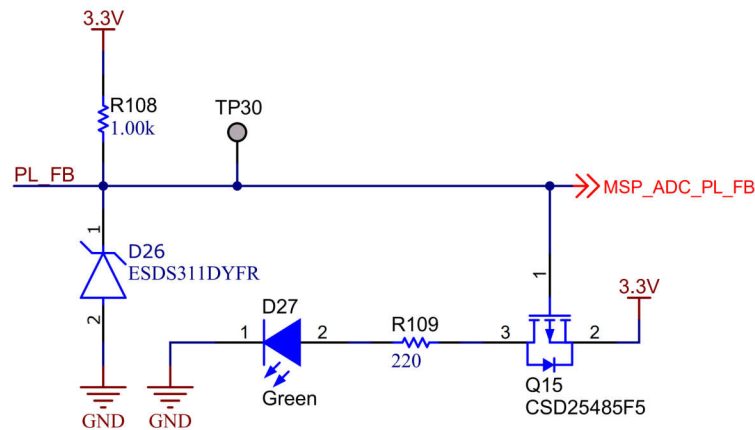 3.3V
R108
1.00k
TP30
PL_FB
MSP_ADC_PL_FB
1
D26
ESDS311DYFR
2
1
3.3V
D27
1
2
R109
220
3
2
Green
Q15
CSD25485F5
GND
GND